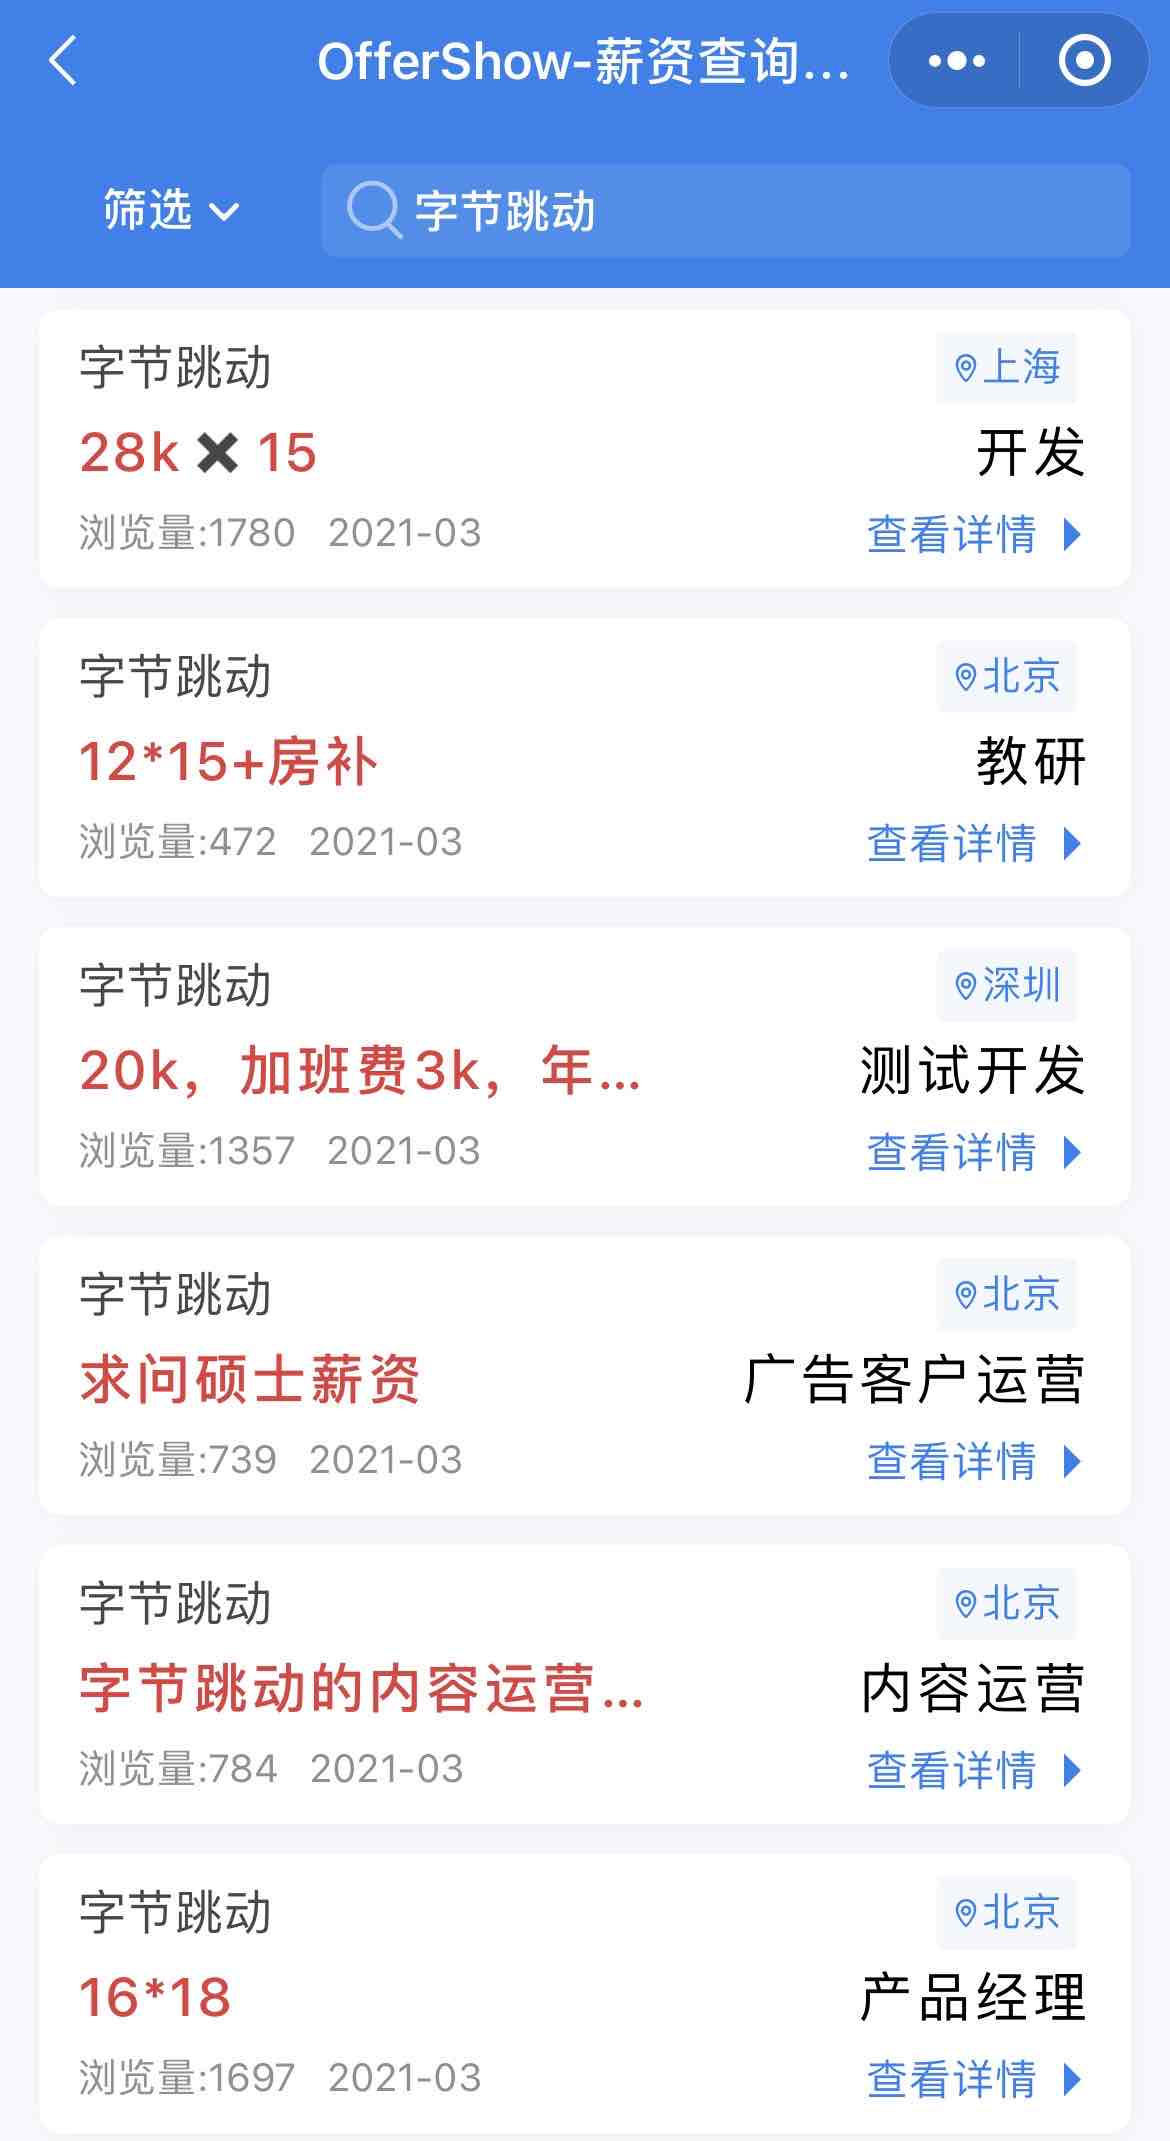 OfferShow-薪资查询...
筛选
字节跳动
字节跳动
上海
28k ✖ 15
开发
浏览量:1780 2021-03
查看详情
字节跳动
北京
12*15+房补
教研
浏览量:472 2021-03
查看详情
字节跳动
深圳
20k，加班费3k，年...
测试开发
浏览量:1357 2021-03
查看详情
字节跳动
北京
求问硕士薪资
广告客户运营
浏览量:739 2021-03
查看详情
字节跳动
北京
字节跳动的内容运营...
内容运营
浏览量:784 2021-03
查看详情
字节跳动
北京
16*18
产品经理
浏览量:1697 2021-03
查看详情